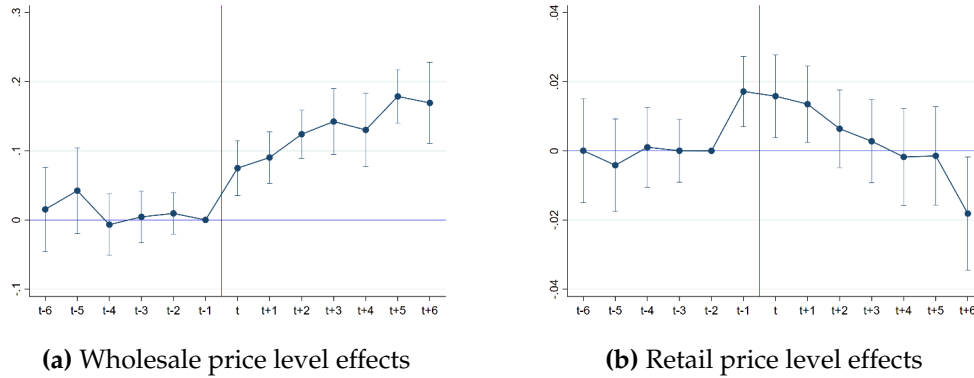 .3
.2
.1
0
-.1
t-6 t-5 t-4 t-3 t-2 t-1 t t+1 t+2 t+3 t+4 t+5 t+6
(a) Wholesale price level effects
.04
.02
0
-.02
-.04
t-6 t-5 t-4 t-3 t-2 t-1 t t+1 t+2 t+3 t+4 t+5 t+6
(b) Retail price level effects